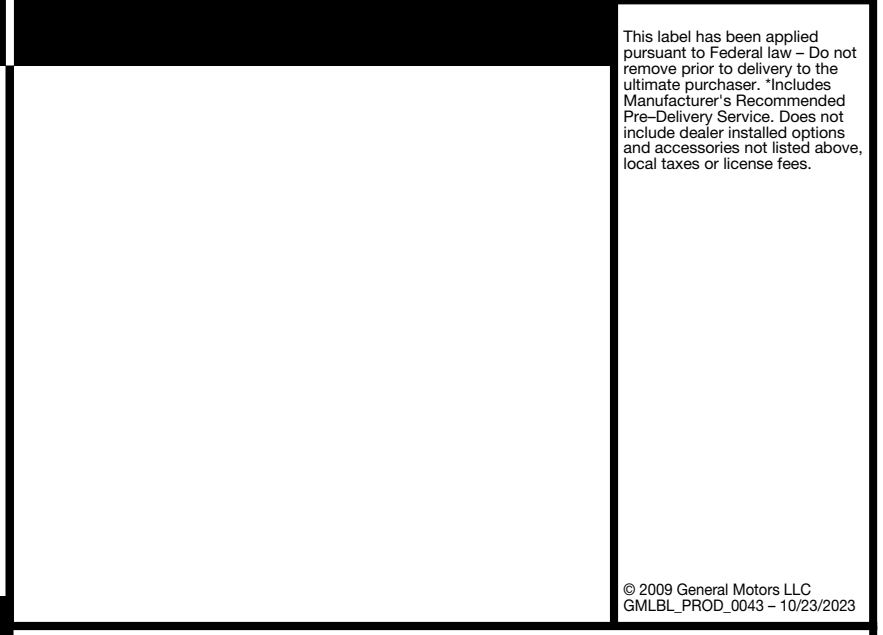 This label has been applied
pursuant to Federal law – Do not
remove prior to delivery to the
ultimate purchaser. *Includes
Manufacturer's Recommended
Pre–Delivery Service. Does not
include dealer installed options
and accessories not listed above,
local taxes or license fees.
© 2009 General Motors LLC
GMLBL_PROD_0043 – 10/23/2023